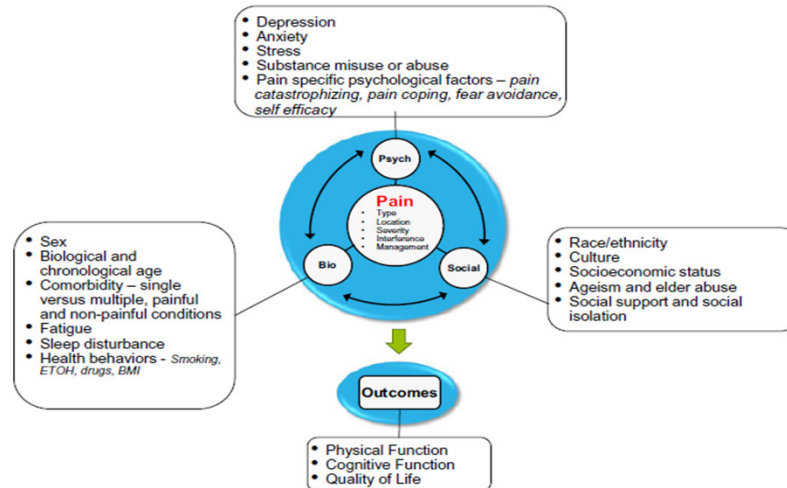 • Depression
• Anxiety
• Stress
• Substance misuse or abuse
• Pain specific psychological factors – pain
catastrophizing, pain coping, fear avoidance,
self efficacy
Psych
Pain
• Type
• Location
• Severity
• Interference
• Management
Bio
Social
• Sex
• Biological and
chronological age
• Comorbidity – single
versus multiple, painful
and non-painful conditions
• Fatigue
• Sleep disturbance
• Health behaviors - Smoking,
ETOH, drugs, BMI
• Race/ethnicity
• Culture
• Socioeconomic status
• Ageism and elder abuse
• Social support and social
isolation
Outcomes
• Physical Function
• Cognitive Function
• Quality of Life